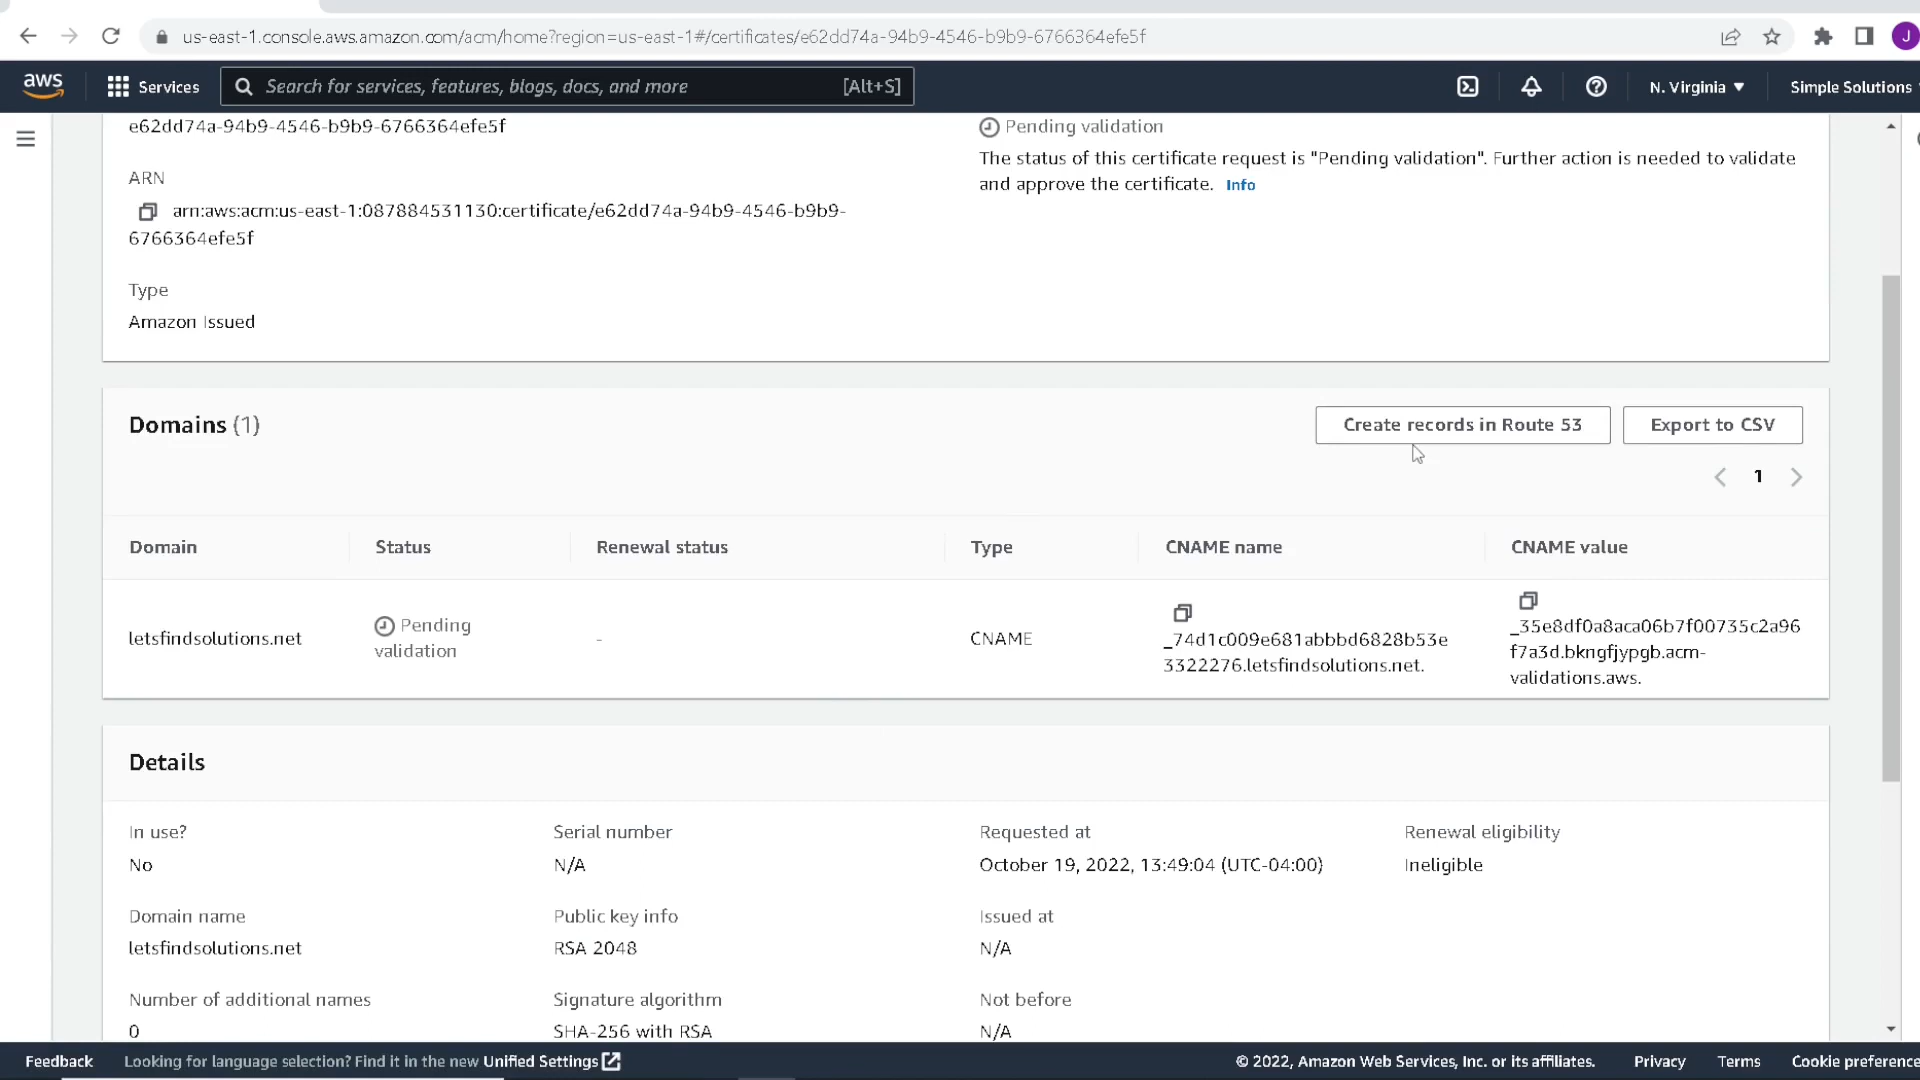 us-east-1.console.aws.amazon.com/acm/home?region=us-east-1#/certificates/e62dd74a-94b9-4546-b9b9-6766364efe5f
J
aws
Services
Search for services, features, blogs, docs, and more
[Alt+S]
N. Virginia
Simple Solutions
e62dd74a-94b9-4546-b9b9-6766364efe5f
Pending validation
The status of this certificate request is "Pending validation". Further action is needed to validate
and approve the certificate. Info
ARN
arn:aws:acm:us-east-1:087884531130:certificate/e62dd74a-94b9-4546-b9b9-
6766364efe5f
Type
Amazon Issued
Domains (1)
Create records in Route 53
Export to CSV
1
Domain
Status
Renewal status
Type
CNAME name
CNAME value
letsfindsolutions.net
Pending
validation
-
CNAME
_74d1c009e681abbbd6828b53e
3322276.letsfindsolutions.net.
_35e8df0a8aca06b7f00735c2a96
f7a3d.bkngfjypgb.acm-
validations.aws.
Details
In use?
No
Serial number
N/A
Requested at
October 19, 2022, 13:49:04 (UTC-04:00)
Renewal eligibility
Ineligible
Domain name
letsfindsolutions.net
Public key info
RSA 2048
Issued at
N/A
Number of additional names
0
Signature algorithm
SHA-256 with RSA
Not before
N/A
Feedback
Looking for language selection? Find it in the new Unified Settings
© 2022, Amazon Web Services, Inc. or its affiliates.
Privacy
Terms
Cookie preference